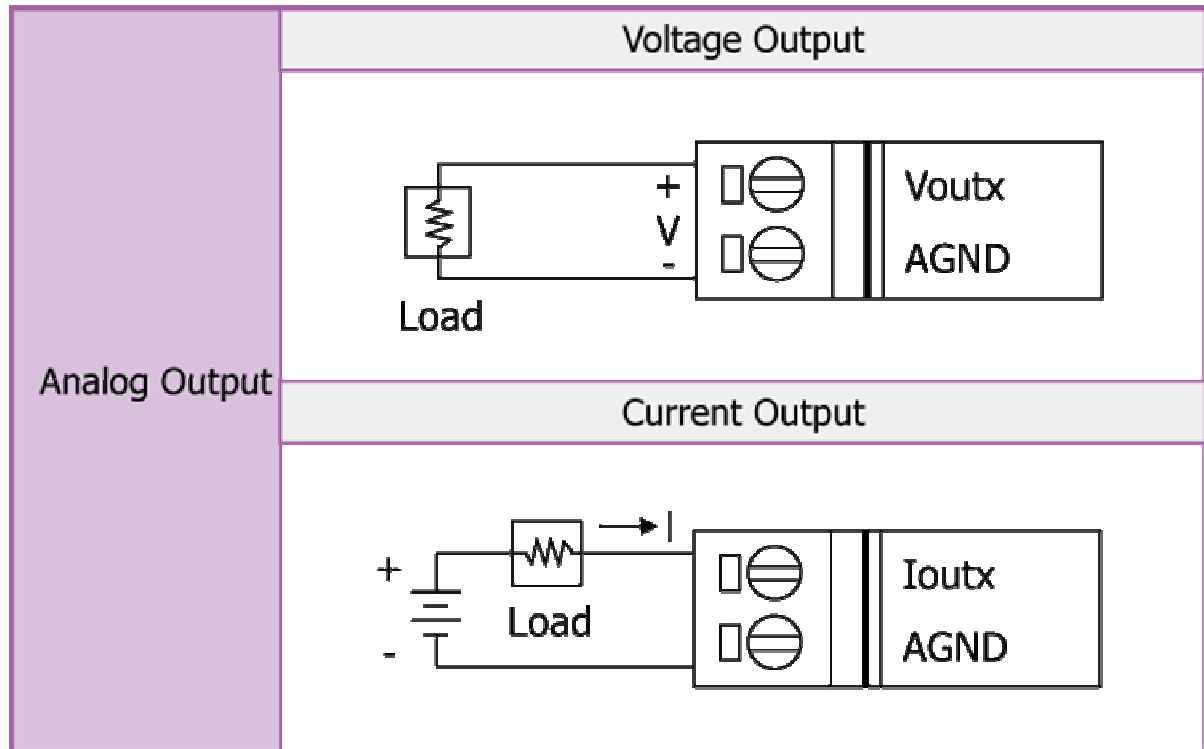 Voltage Output
+
V
-
Voutx
AGND
Load
Analog Output
Current Output
+
-
I
Load
Ioutx
AGND